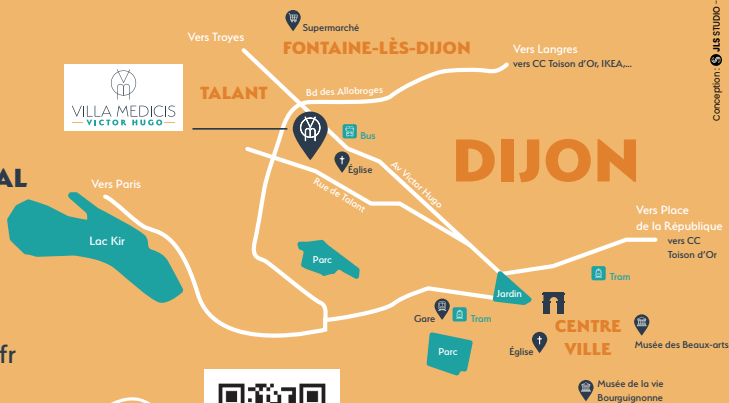 Supermarché
Vers Troyes
FONTAINE-LÈS-DIJON
Vers Langres
vers CC Toison d'Or, IKEA,...
Conception : JLS STUDIO -
TALANT
Bd des Allobroges
VILLA MEDICIS
VICTOR HUGO
Bus
DIJON
Église
Av Victor Hugo
Rue de Talant
AL
Vers Paris
Vers Place
de la République
vers CC
Toison d'Or
Lac Kir
Parc
Tram
Jardin
Gare
Tram
CENTRE
VILLE
Musée des Beaux-arts
Église
Parc
fr
Musée de la vie
Bourguignonne